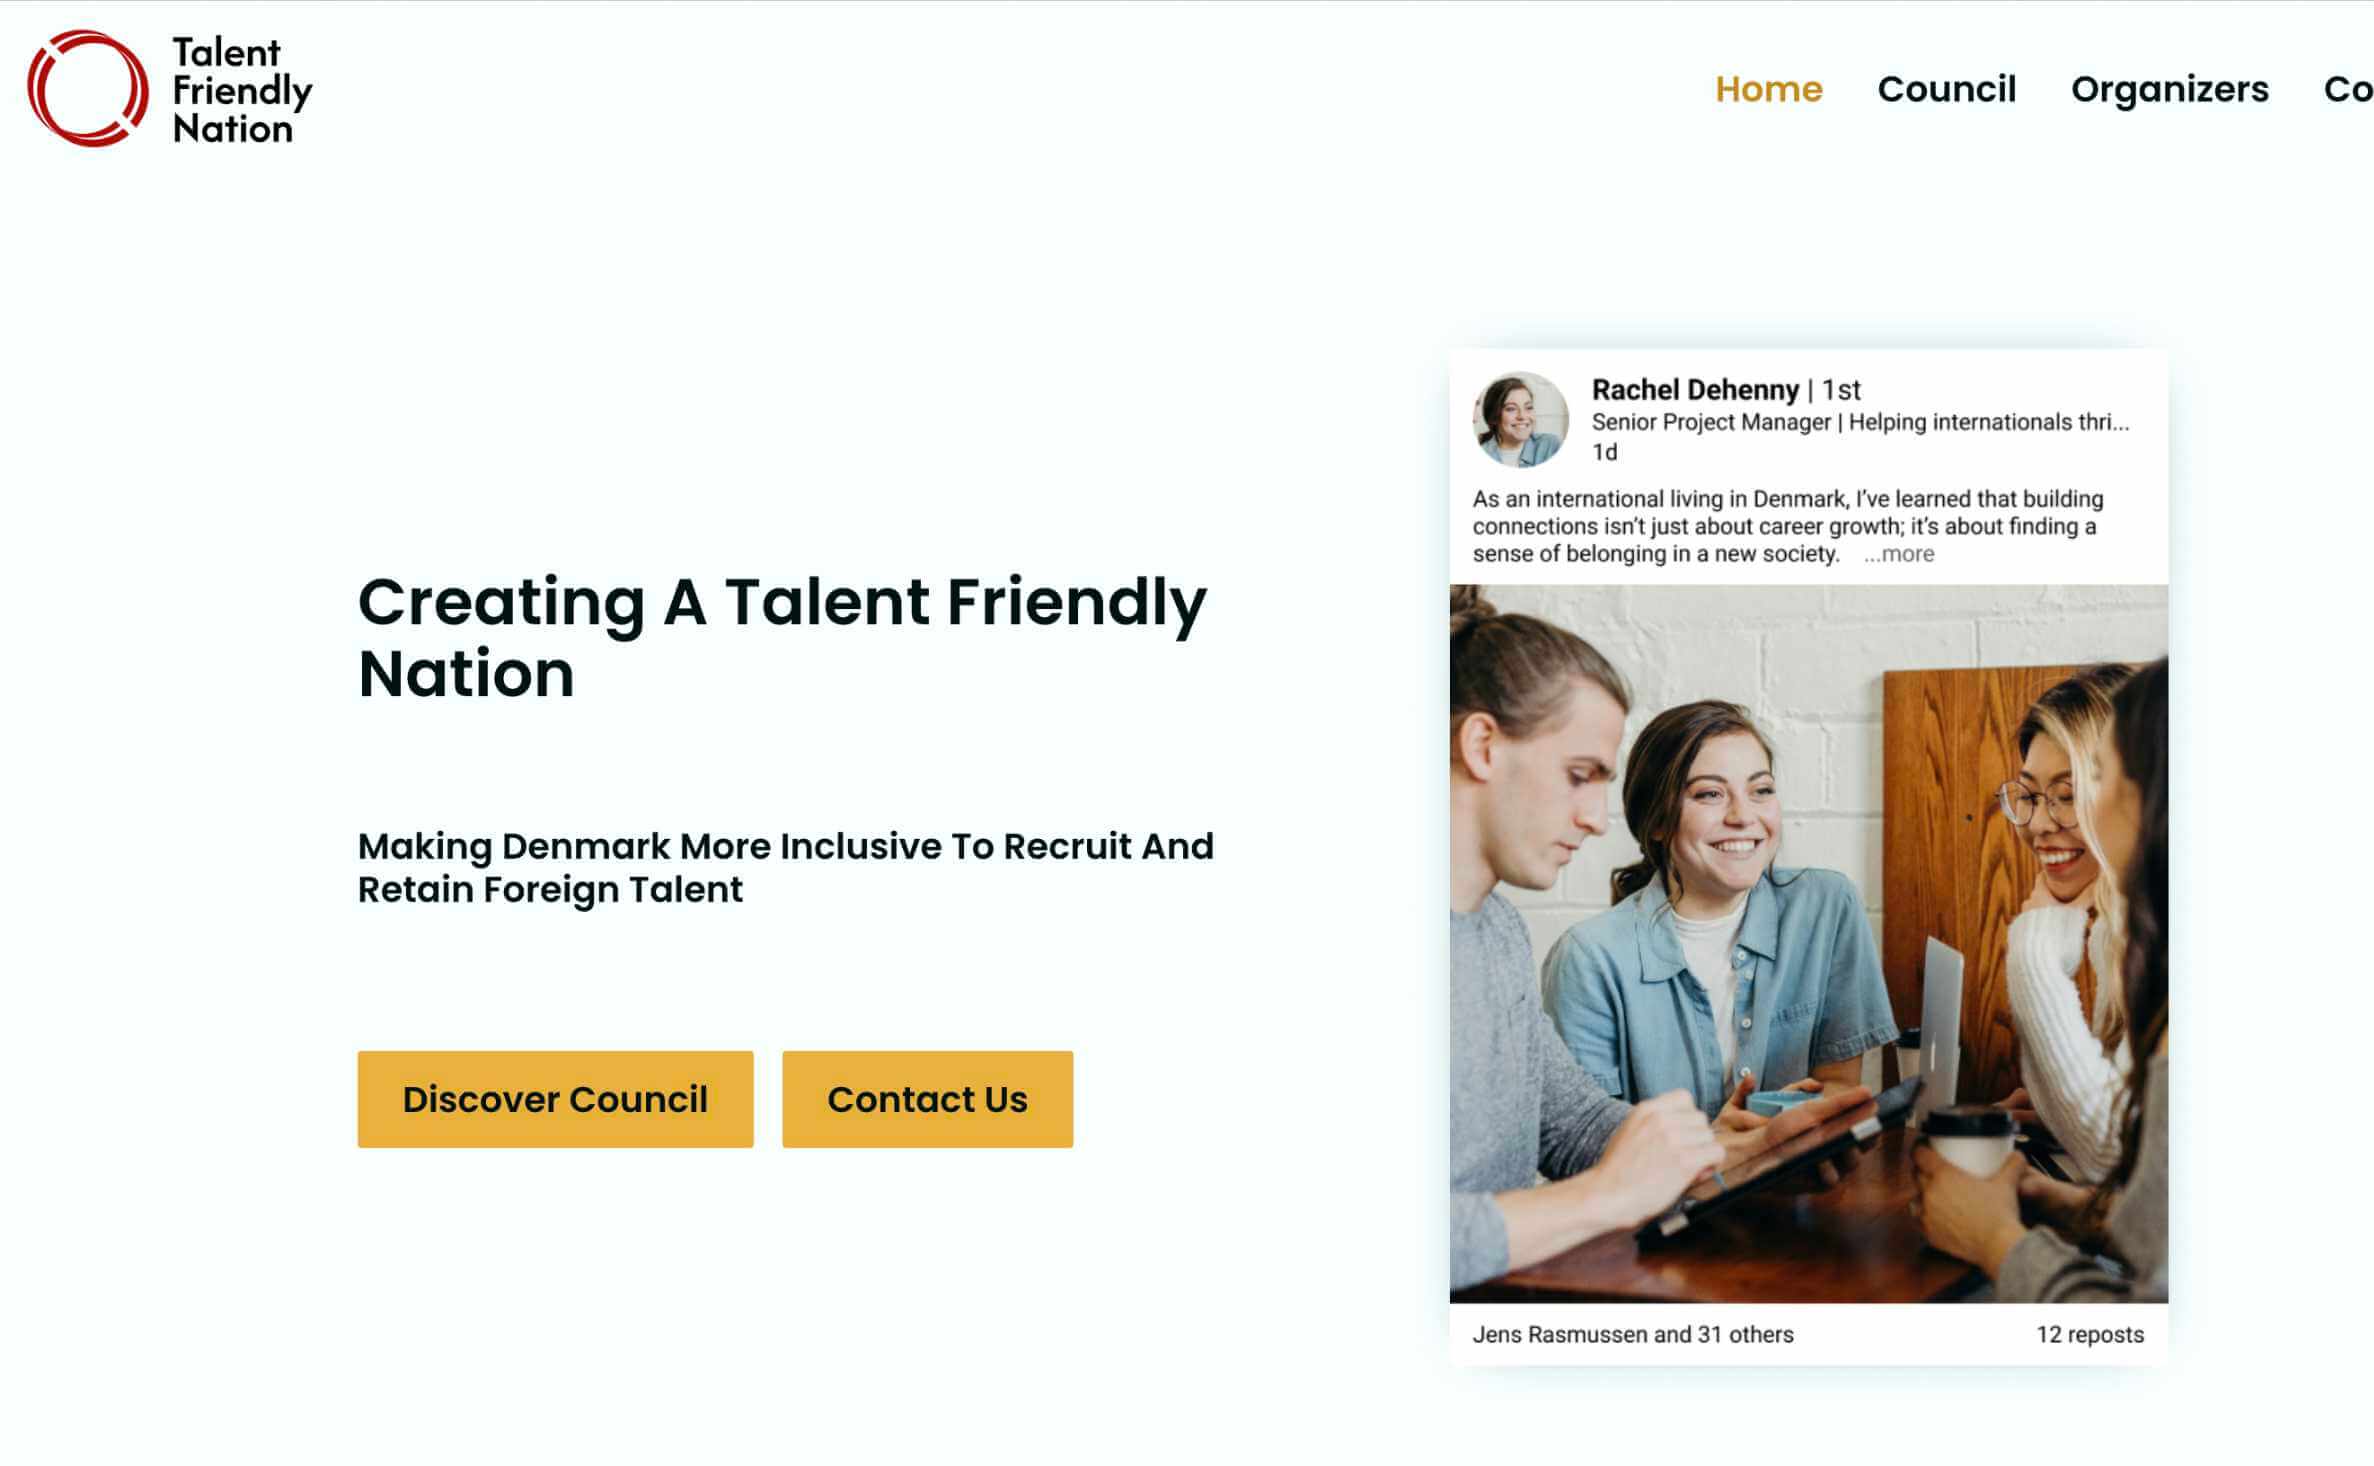 Talent
Friendly
Nation
Home Council Organizers Co
Creating A Talent Friendly
Nation
Making Denmark More Inclusive To Recruit And
Retain Foreign Talent
Discover Council
Contact Us
Rachel Dehenny | 1st
Senior Project Manager | Helping internationals thri...
1d
As an international living in Denmark, I’ve learned that building
connections isn’t just about career growth; it’s about finding a
sense of belonging in a new society. ...more
Jens Rasmussen and 31 others
12 reposts